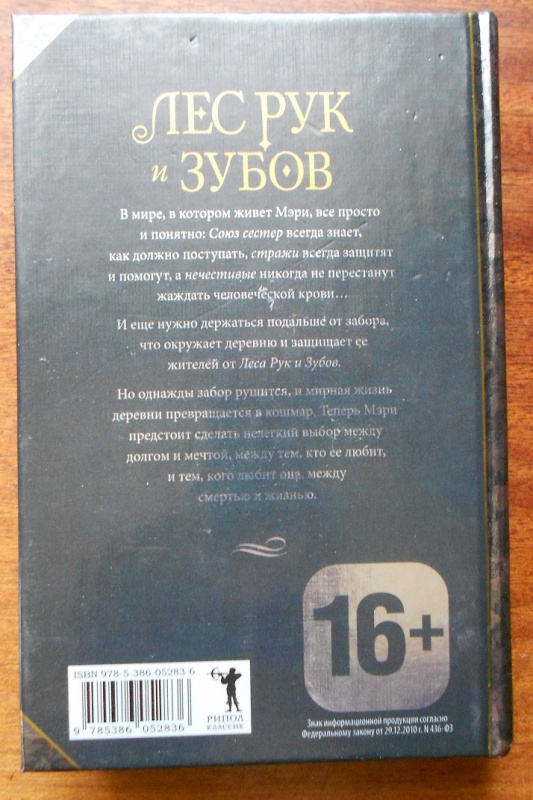 ЛЕС РУК
и ЗУБОВ
В мире, в котором живет Мэри, все просто
и понятно: Союз сестер всегда знает,
как должно поступать, стражи всегда защитят
и помогут, а нечестивые никогда не перестанут
жаждать человеческой крови…
И еще нужно держаться подальше от забора,
что окружает деревню и защищает ее
жителей от Леса Рук и Зубов.
Но однажды забор рушится, и мирная жизнь
деревни превращается в кошмар. Теперь Мэри
предстоит сделать нелегкий выбор между
долгом и мечтой, между тем, кто ее любит,
и тем, кого любит она, между
смертью и жизнью.
16+
ISBN 978-5-386-05283-6
9 785386 052836
РИПОЛ
КЛАССИК
Знак информационной продукции согласно
Федеральному закону от 29.12.2010 г. N 436-ФЗ